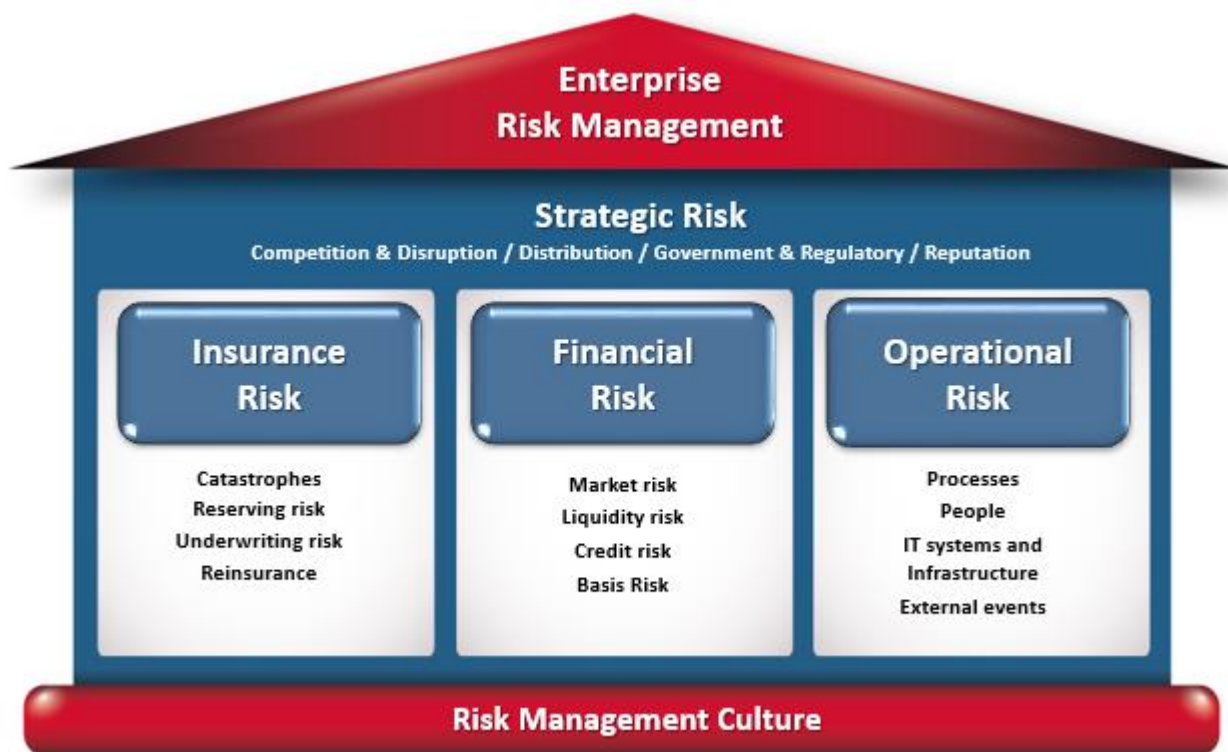 Enterprise
Risk Management
Strategic Risk
Competition & Disruption / Distribution / Government & Regulatory / Reputation
Insurance
Risk
Catastrophes
Reserving risk
Underwriting risk
Reinsurance
Financial
Risk
Market risk
Liquidity risk
Credit risk
Basis Risk
Operational
Risk
Processes
People
IT systems and
Infrastructure
External events
Risk Management Culture